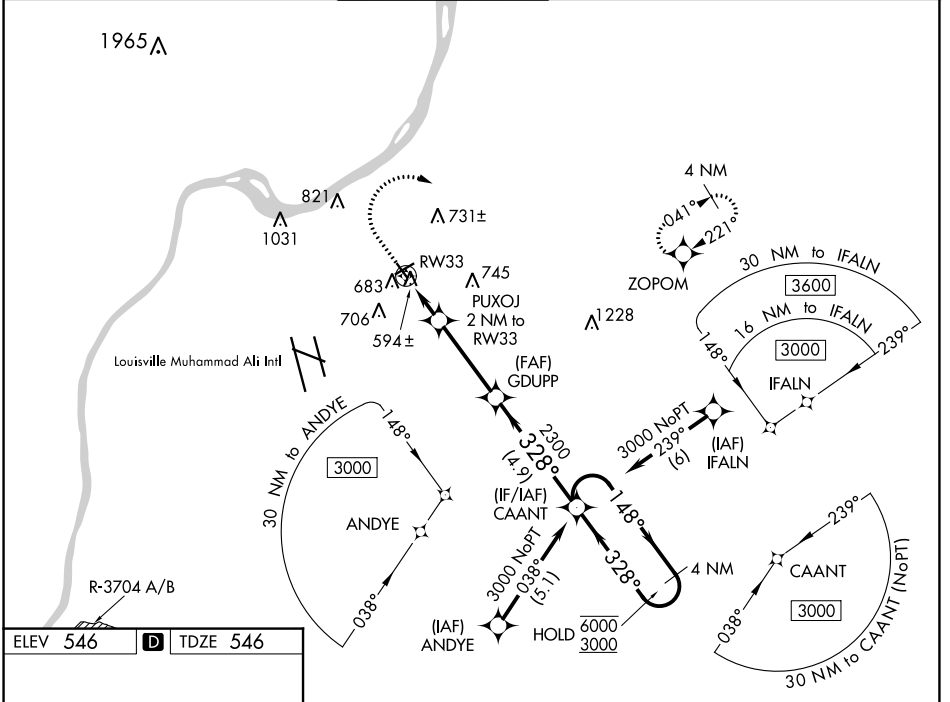 1965
4 NM
041°
221°
821
731±
1031
ZOPOM
30 NM to IFALN
3600
16 NM to IFALN
3000
148°
239°
IFALN
RW33
683
745
PUXOJ
2 NM to
RW33
1228
706
594±
Louisville Muhammad Ali Intl
(FAF)
GDUPP
30 NM to ANDYE
148°
3000
ANDYE
038°
2300
328°
(4.9)
3000 NoPT
239°
(6)
(IAF)
IFALN
(IF/IAF)
CAANT
148°
328°
4 NM
3000 NoPT
038°
(5.1)
239°
CAANT
3000
038°
30 NM to CAANT (NoPT)
R-3704 A/B
(IAF)
ANDYE
HOLD 6000
3000
ELEV 546 D TDZE 546